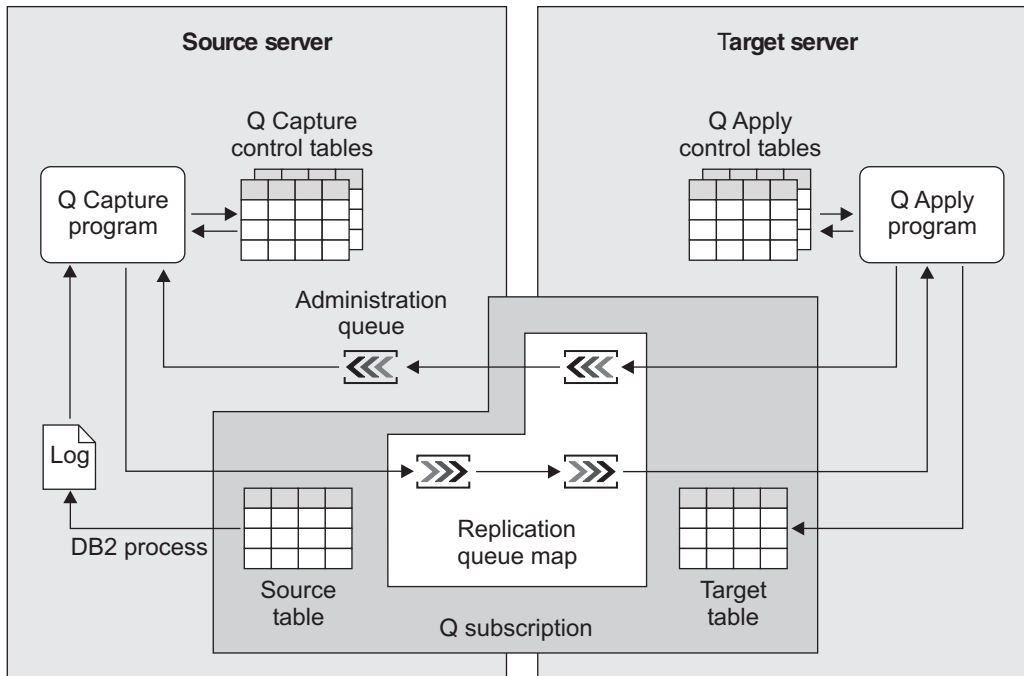 Source server
Target server
Q Capture
control tables
Q Apply
control tables
Q Capture
program
Q Apply
program
Administration
queue
Log
DB2 process
Replication
queue map
Source
table
Target
table
Q subscription